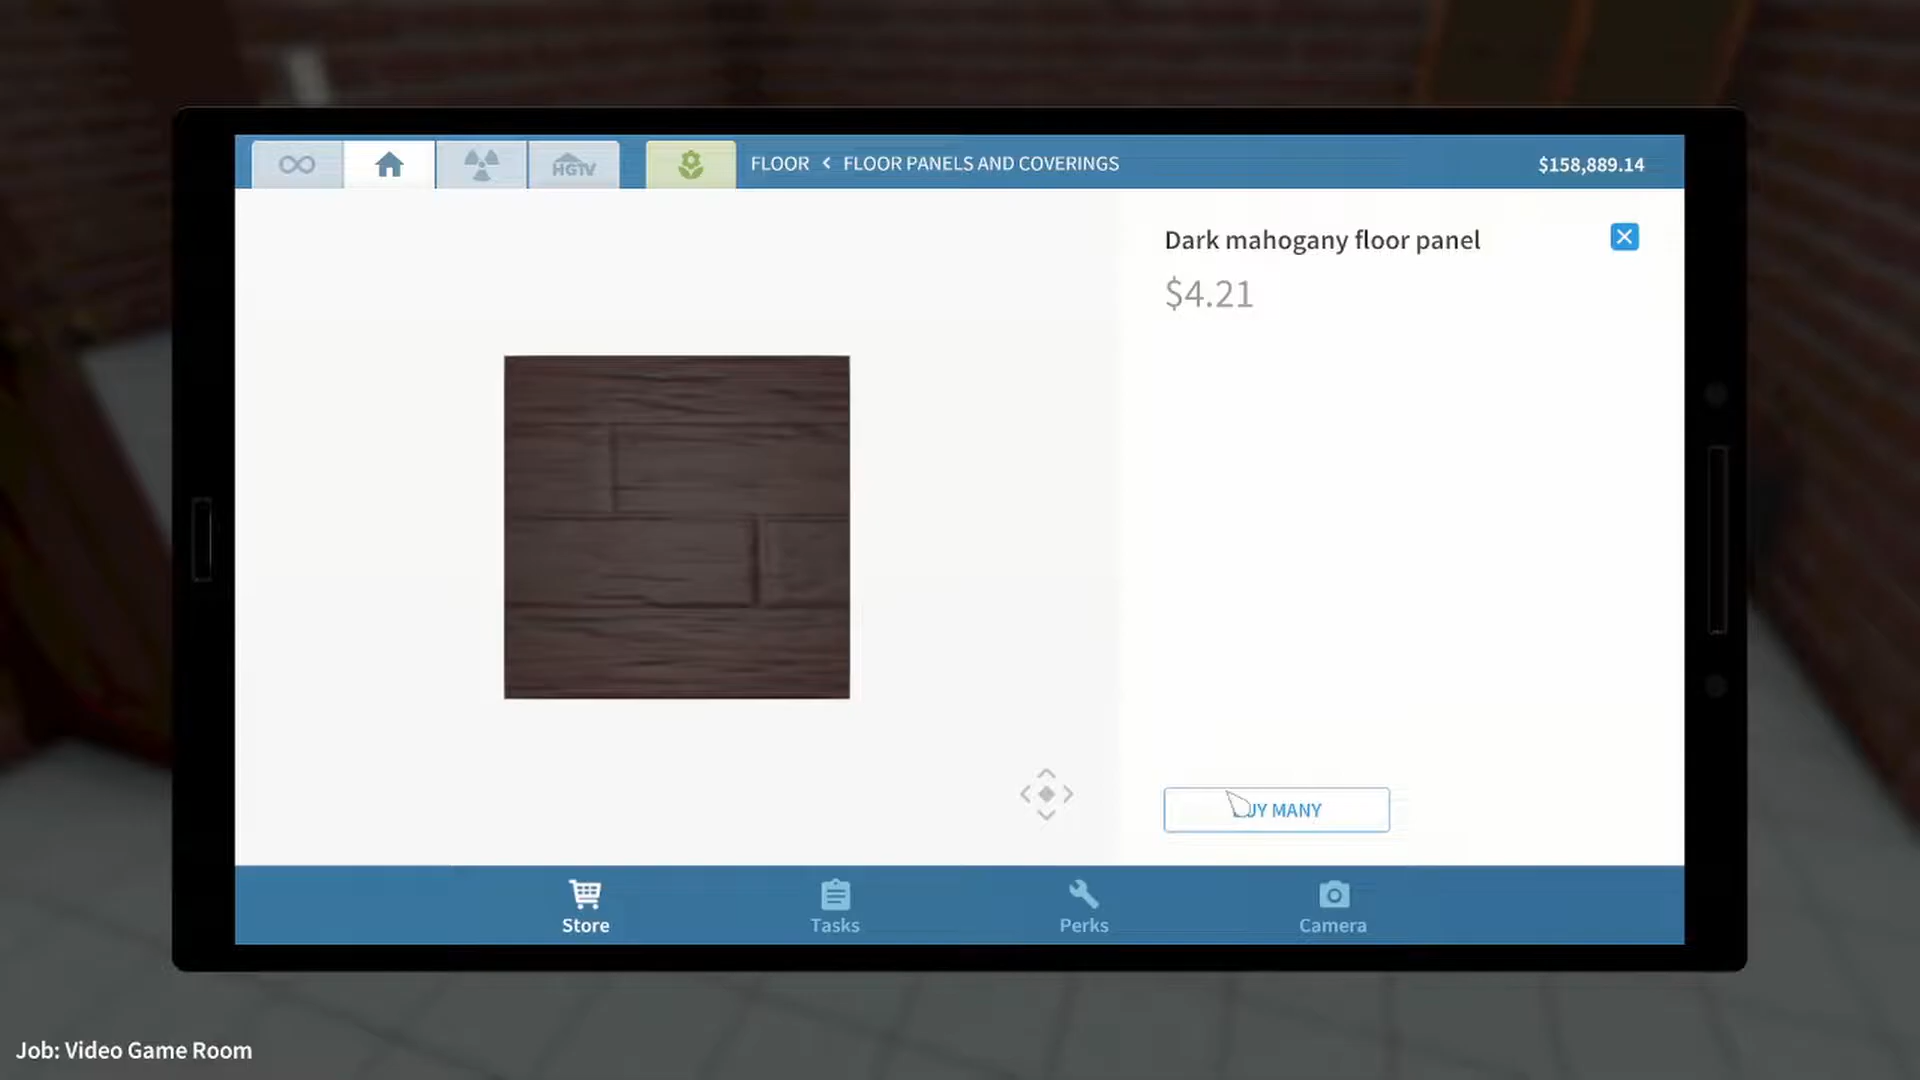 HGTV
FLOOR < FLOOR PANELS AND COVERINGS
$158,889.14
Dark mahogany floor panel
$4.21
BUY MANY
Store
Tasks
Perks
Camera
Job: Video Game Room